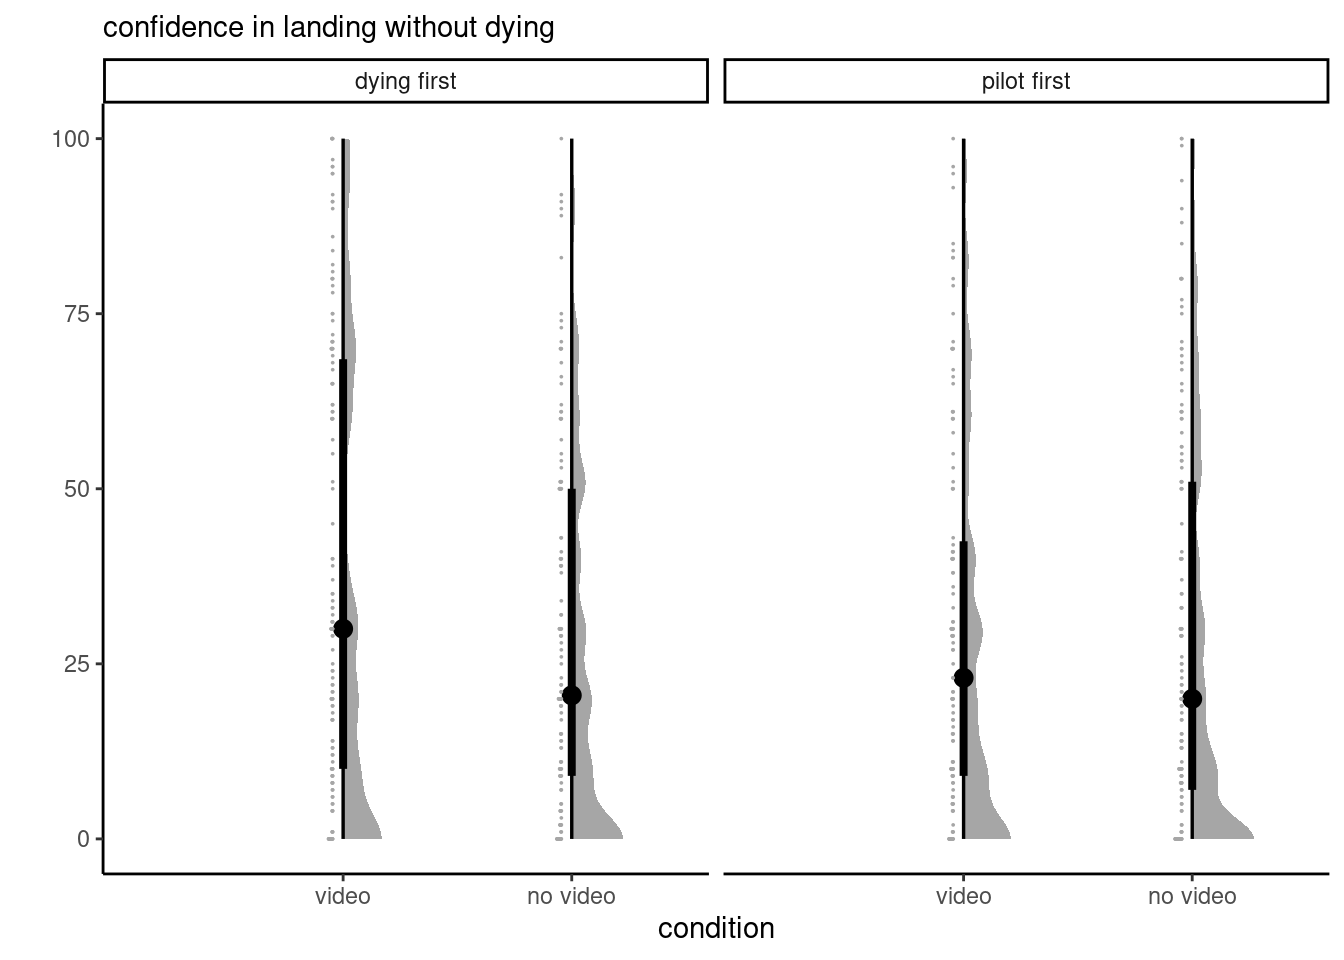 confidence in landing without dying
dying first
pilot first
100
75
50
25
0
video
no video
video
no video
condition